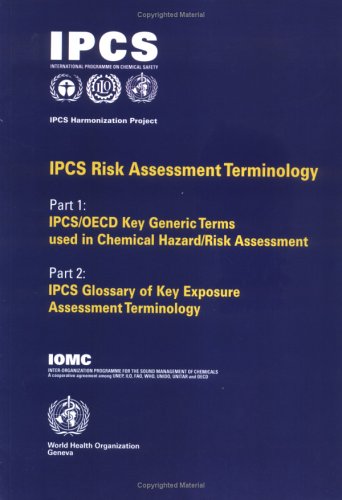 Copyrighted Material
IPCS
INTERNATIONAL PROGRAMME ON CHEMICAL SAFETY
IPCS Harmonization Project
IPCS Risk Assessment Terminology
Part 1:
IPCS/OECD Key Generic Terms
used in Chemical Hazard/Risk Assessment
Part 2:
IPCS Glossary of Key Exposure
Assessment Terminology
IOMC
INTER-ORGANIZATION PROGRAMME FOR THE SOUND MANAGEMENT OF CHEMICALS
A cooperative agreement among UNEP, ILO, FAO, WHO, UNIDO, UNITAR and OECD
World Health Organization
Geneva
Copyrighted Material